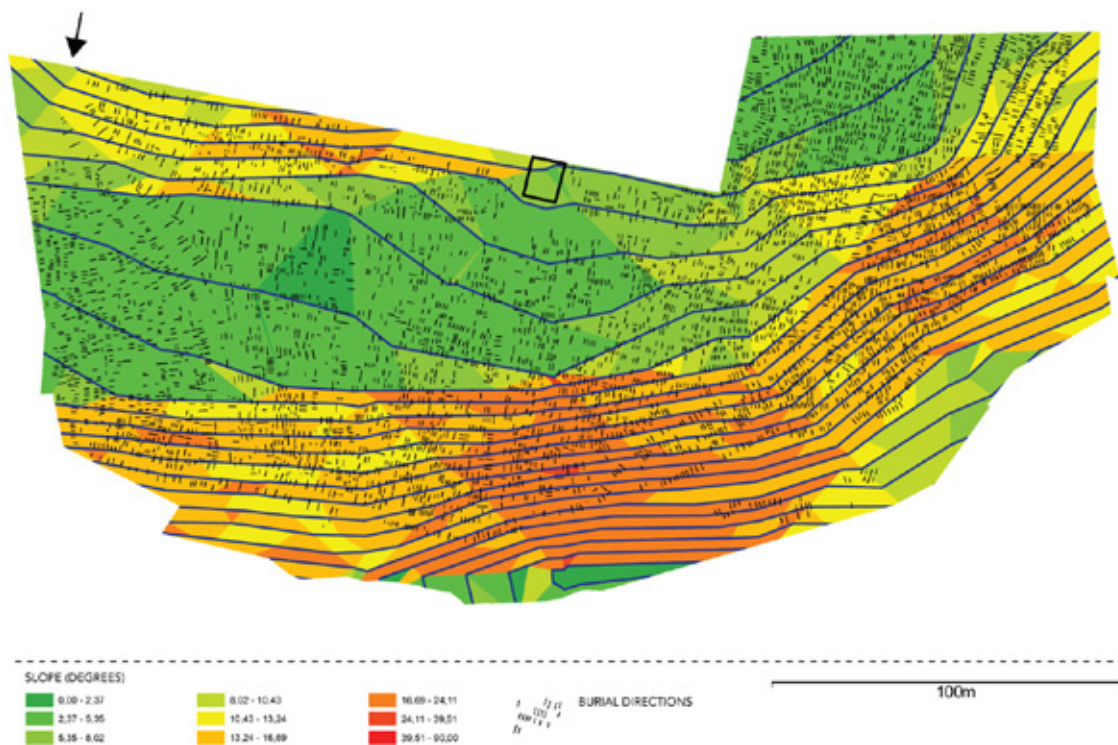 SLOPE (DEGREES)
0,00 - 2,37
2,37 - 5,35
5,35 - 8,02
8,02 - 10,43
10,43 - 13,24
13,24 - 16,69
16,69 - 24,11
24,11 - 39,51
39,51 - 90,00
BURIAL DIRECTIONS
100m